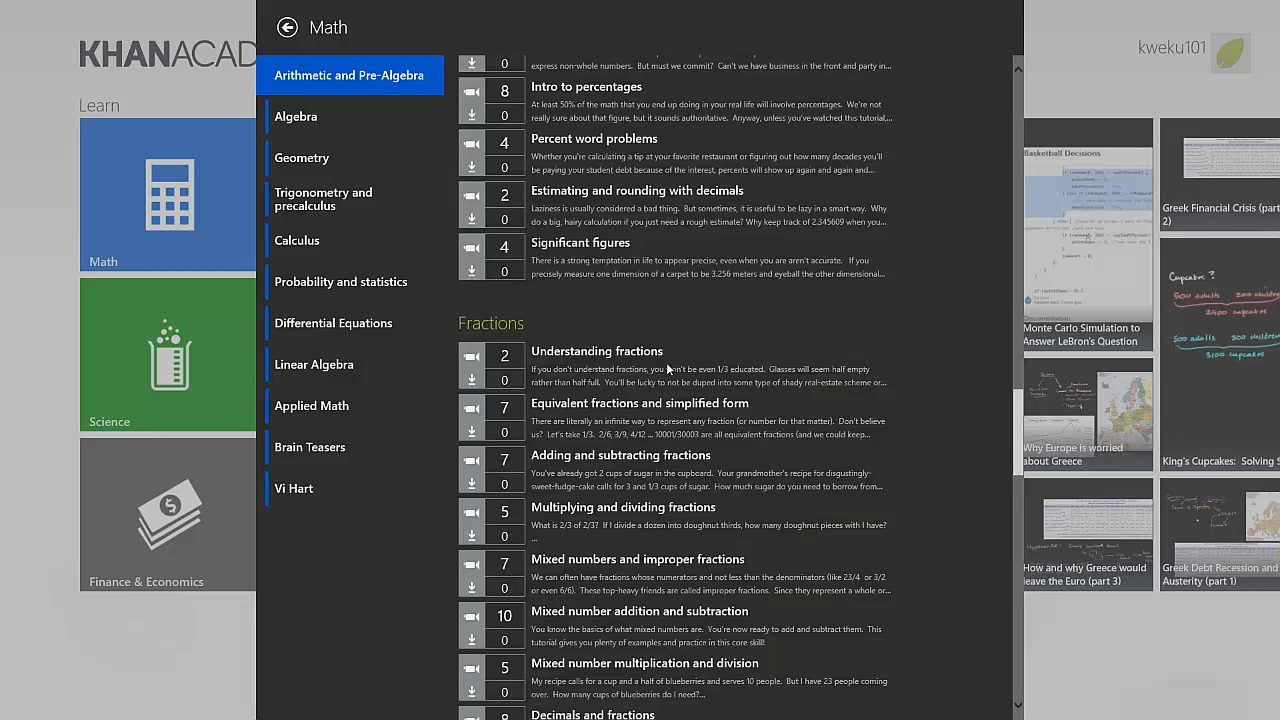 Math
KHANACAD
kweku101
Learn
Math
Science
Finance & Economics
Arithmetic and Pre-Algebra
Algebra
Geometry
Trigonometry and
precalculus
Calculus
Probability and statistics
Differential Equations
Linear Algebra
Applied Math
Brain Teasers
Vi Hart
0
express non-whole numbers. But must we commit? Can't we have business in the front and party in...
8
Intro to percentages
At least 50% of the math that you end up doing in your real life will involve percentages. We're not
0
really sure about that figure, but it sounds authoritative. Anyway, unless you've watched this tutorial,...
4
Percent word problems
Whether you're calculating a tip at your favorite restaurant or figuring out how many decades you'll
0
be paying your student debt because of the interest, percents will show up again and again and...
2
Estimating and rounding with decimals
Laziness is usually considered a bad thing. But sometimes, it is useful to be lazy in a smart way. Why
0
do a big, hairy calculation if you just need a rough estimate? Why keep track of 2.345609 when you...
4
Significant figures
There is a strong temptation in life to appear precise, even when you are aren't accurate. If you
0
precisely measure one dimension of a carpet to be 3.256 meters and eyeball the other dimensional...
Fractions
2
Understanding fractions
If you don't understand fractions, you won't be even 1/3 educated. Glasses will seem half empty
0
rather than half full. You'll be lucky to not be duped into some type of shady real-estate scheme or...
7
Equivalent fractions and simplified form
There are literally an infinite way to represent any fraction (or number for that matter). Don't believe
0
us? Let's take 1/3. 2/6, 3/9, 4/12 ... 10001/30003 are all equivalent fractions (and we could keep...
7
Adding and subtracting fractions
You've already got 2 cups of sugar in the cupboard. Your grandmother's recipe for disgustingly-
0
sweet-fudge-cake calls for 3 and 1/3 cups of sugar. How much sugar do you need to borrow from...
5
Multiplying and dividing fractions
What is 2/3 of 2/3? If I divide a dozen into doughnut thirds, how many doughnut pieces with I have?
0
...
7
Mixed numbers and improper fractions
We can often have fractions whose numerators and not less than the denominators (like 23/4 or 3/2
0
or even 6/6). These top-heavy friends are called improper fractions. Since they represent a whole or...
10
Mixed number addition and subtraction
You know the basics of what mixed numbers are. You're now ready to add and subtract them. This
0
tutorial gives you plenty of examples and practice in this core skill!
5
Mixed number multiplication and division
My recipe calls for a cup and a half of blueberries and serves 10 people. But I have 23 people coming
0
over. How many cups of blueberries do I need?...
8
Decimals and fractions
Basketball Decisions
Monte Carlo Simulation to
Answer LeBron's Question
Why Europe is worried
about Greece
How and why Greece would
leave the Euro (part 3)
Greek Financial Crisis (part
2)
Cupcakes?
500 adults 200 children
2900 cupcakes
500 adults 300 children
3100 cupcakes
King's Cupcakes: Solving S
Greek Debt Recession and
Austerity (part 1)